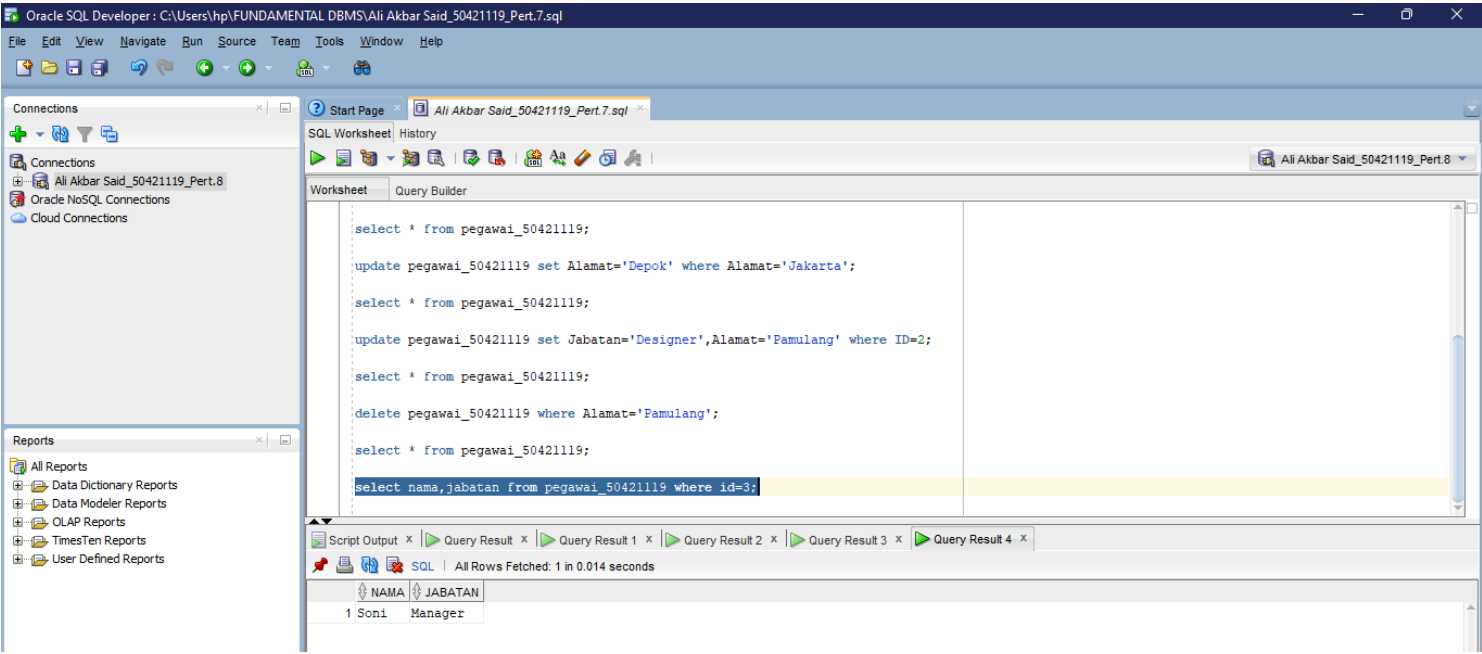 Oracle SQL Developer : C:\Users\hp\FUNDAMENTAL DBMS\Ali Akbar Said_50421119_Pert.7.sql
File Edit View Navigate Run Source Team Tools Window Help
Connections
Connections
Ali Akbar Said_50421119_Pert.8
Oracle NoSQL Connections
Cloud Connections
Reports
All Reports
Data Dictionary Reports
Data Modeler Reports
OLAP Reports
TimesTen Reports
User Defined Reports
Start Page Ali Akbar Said_50421119_Pert.7.sql
SQL Worksheet History
Ali Akbar Said_50421119_Pert.8
Worksheet Query Builder
select * from pegawai_50421119;
update pegawai_50421119 set Alamat='Depok' where Alamat='Jakarta';
select * from pegawai_50421119;
update pegawai_50421119 set Jabatan='Designer',Alamat='Pamulang' where ID=2;
select * from pegawai_50421119;
delete pegawai_50421119 where Alamat='Pamulang';
select * from pegawai_50421119;
select nama,jabatan from pegawai_50421119 where id=3;
Script Output Query Result Query Result 1 Query Result 2 Query Result 3 Query Result 4
SQL | All Rows Fetched: 1 in 0.014 seconds
NAMA JABATAN
1 Soni Manager